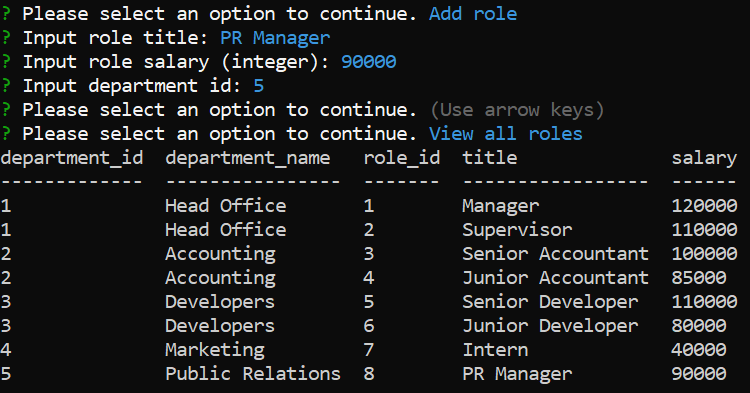 ? Please select an option to continue. Add role
? Input role title: PR Manager
? Input role salary (integer): 90000
? Input department id: 5
? Please select an option to continue. (Use arrow keys)
? Please select an option to continue. View all roles
department_id  department_name   role_id  title             salary
-------------  ----------------  -------  ----------------  ------
1              Head Office       1        Manager           120000
1              Head Office       2        Supervisor        110000
2              Accounting        3        Senior Accountant 100000
2              Accounting        4        Junior Accountant 85000
3              Developers        5        Senior Developer  110000
3              Developers        6        Junior Developer  80000
4              Marketing         7        Intern            40000
5              Public Relations  8        PR Manager        90000